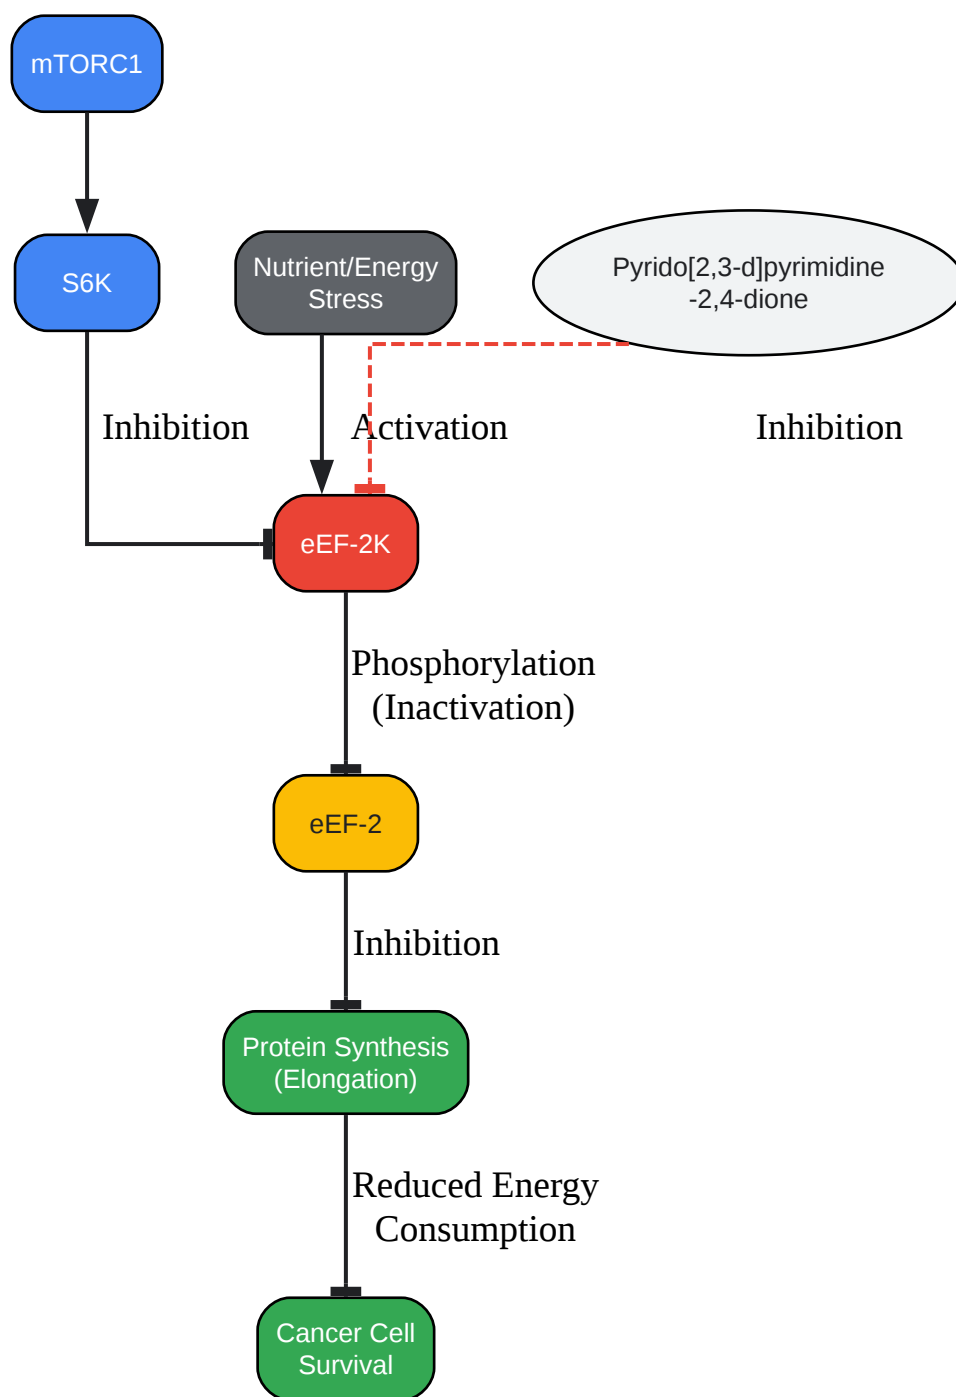 mTORC1
S6K
Nutrient/Energy
Stress
Pyrido[2,3-d]pyrimidine
-2,4-dione
Inhibition
Activation
Inhibition
eEF-2K
Phosphorylation
(Inactivation)
eEF-2
Inhibition
Protein Synthesis
(Elongation)
Reduced Energy
Consumption
Cancer Cell
Survival